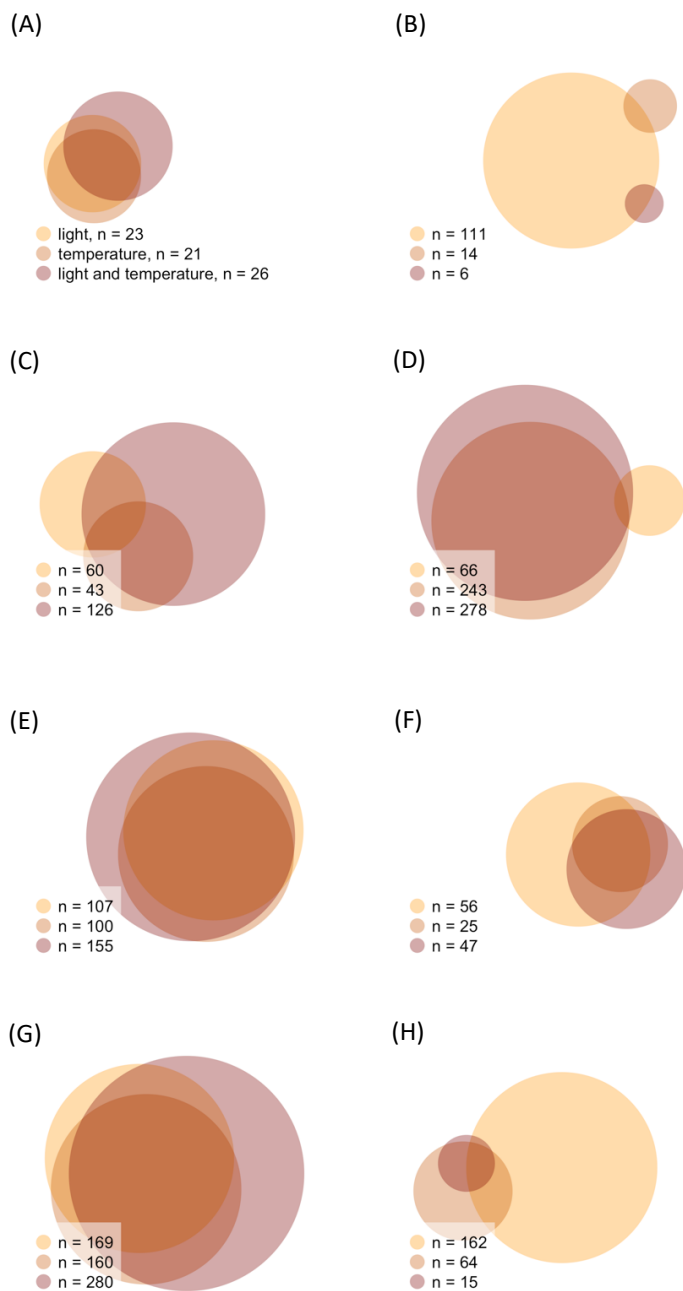 (A)
light, n = 23
temperature, n = 21
light and temperature, n = 26
(B)
n = 111
n = 14
n = 6
(C)
n = 60
n = 43
n = 126
(D)
n = 66
n = 243
n = 278
(E)
n = 107
n = 100
n = 155
(F)
n = 56
n = 25
n = 47
(G)
n = 169
n = 160
n = 280
(H)
n = 162
n = 64
n = 15